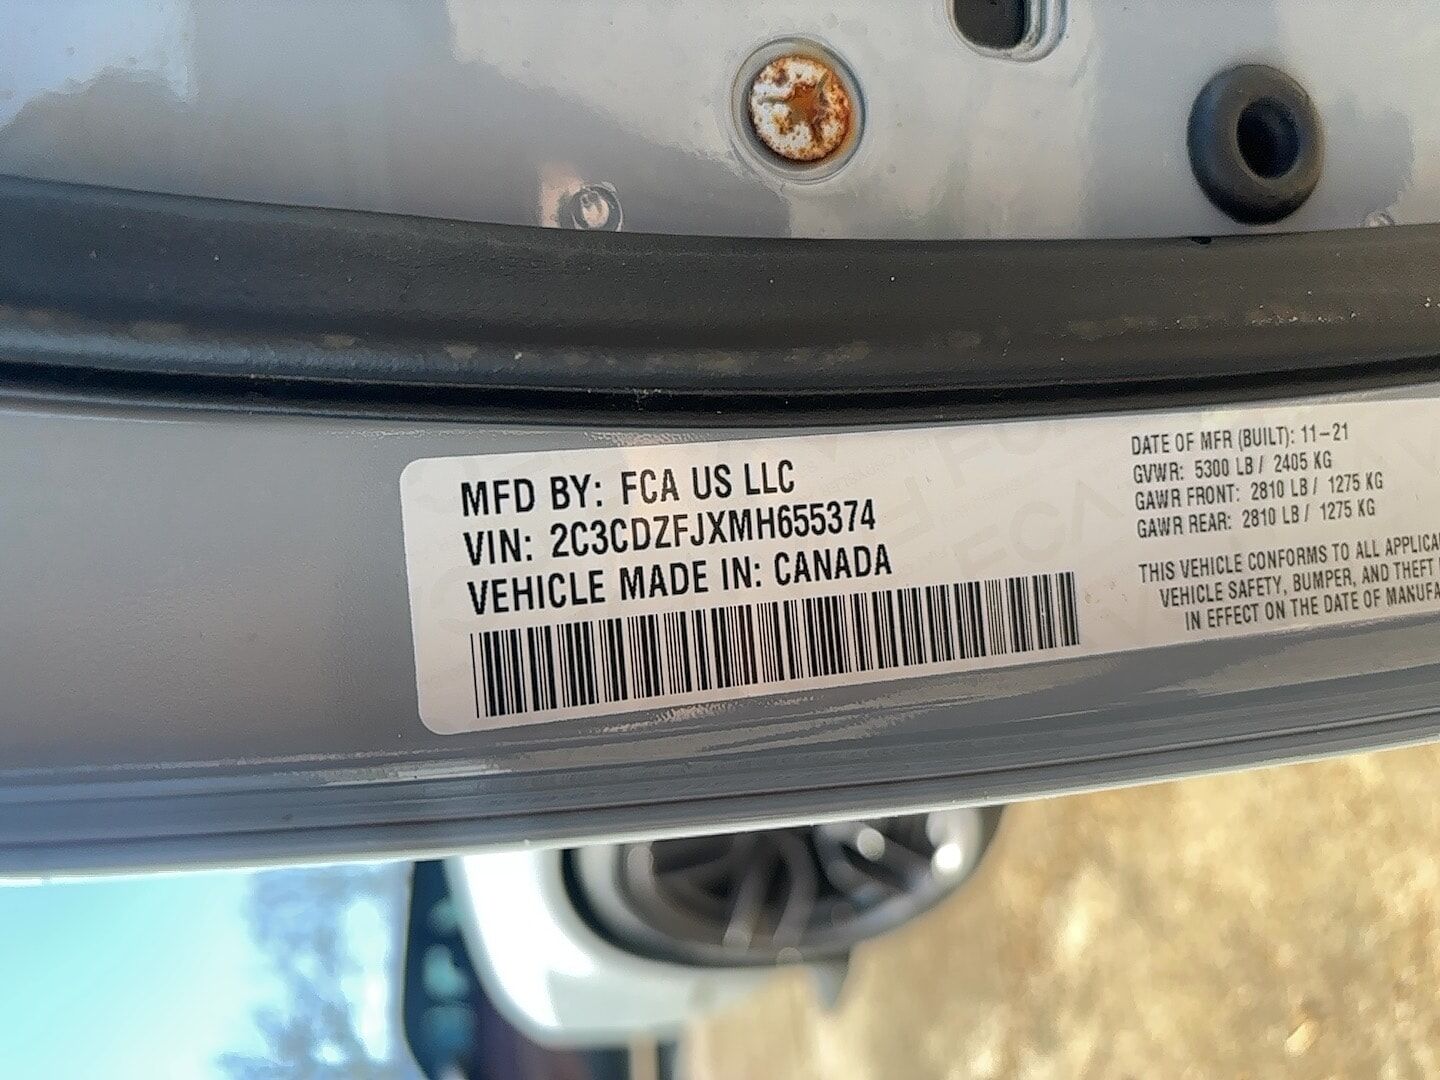 MFD BY: FCA US LLC
VIN: 2C3CDZFJXMH655374
VEHICLE MADE IN: CANADA
DATE OF MFR (BUILT): 11-21
GVWR: 5300 LB / 2405 KG
GAWR FRONT: 2810 LB / 1275 KG
GAWR REAR: 2810 LB / 1275 KG
THIS VEHICLE CONFORMS TO ALL APPLICA
VEHICLE SAFETY, BUMPER, AND THEFT
IN EFFECT ON THE DATE OF MANUFA